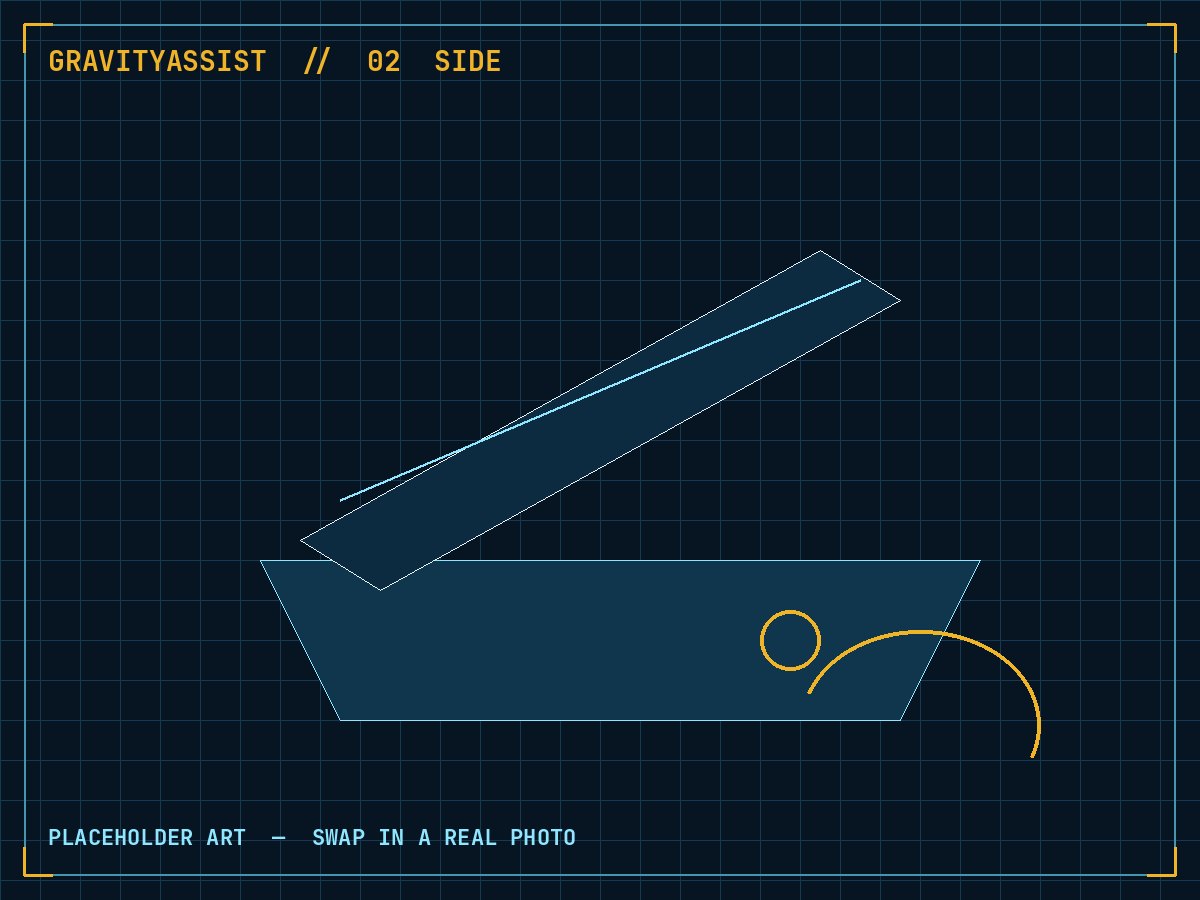 GRAVITYASSIST // 02 SIDE
PLACEHOLDER ART — SWAP IN A REAL PHOTO